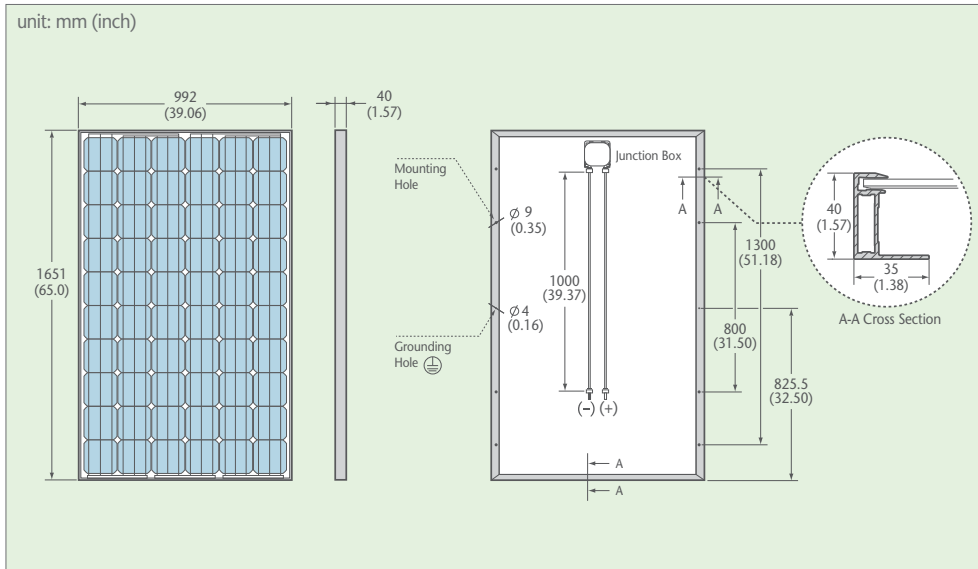 unit: mm (inch)
992
(39.06)
40
(1.57)
1651
(65.0)
Mounting
Hole
Ø 9
(0.35)
Ø 4
(0.16)
Grounding
Hole
Junction Box
1000
(39.37)
(-) (+)
A A
800
(31.50)
1300
(51.18)
825.5
(32.50)
A
A
40
(1.57)
35
(1.38)
A-A Cross Section